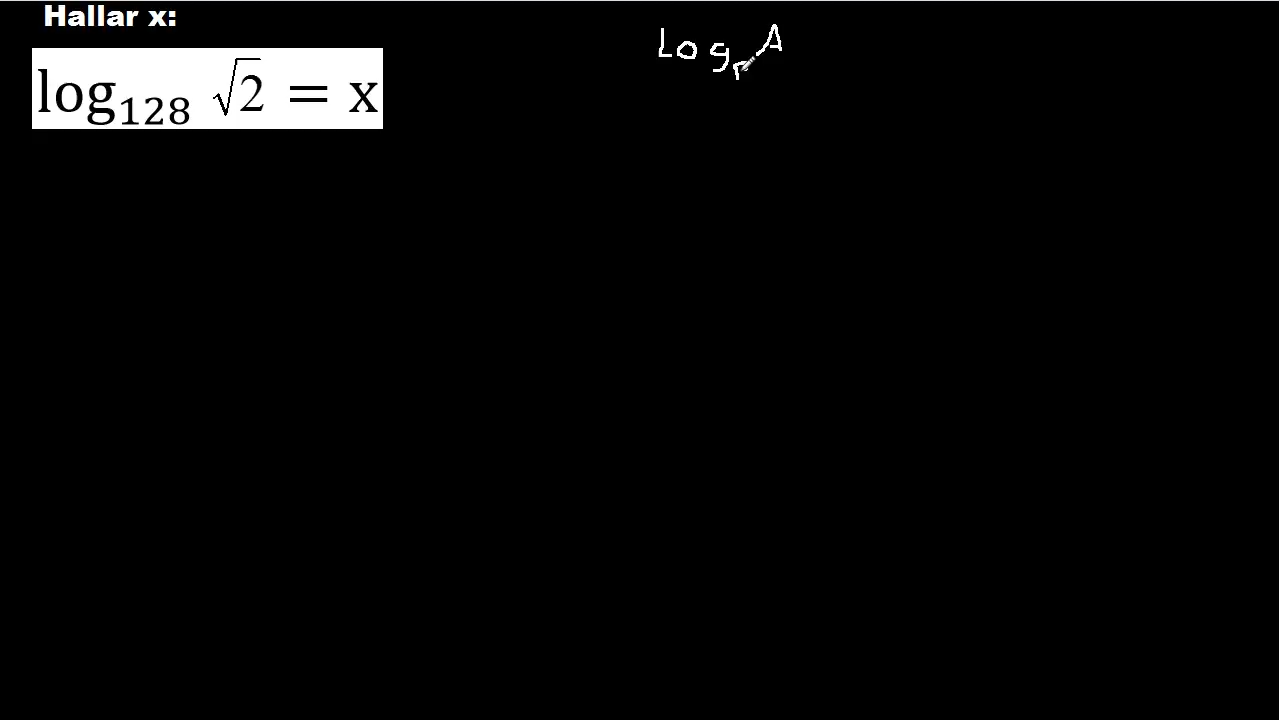 Hallar x:
log₁₂₈ √2 = x
Log A